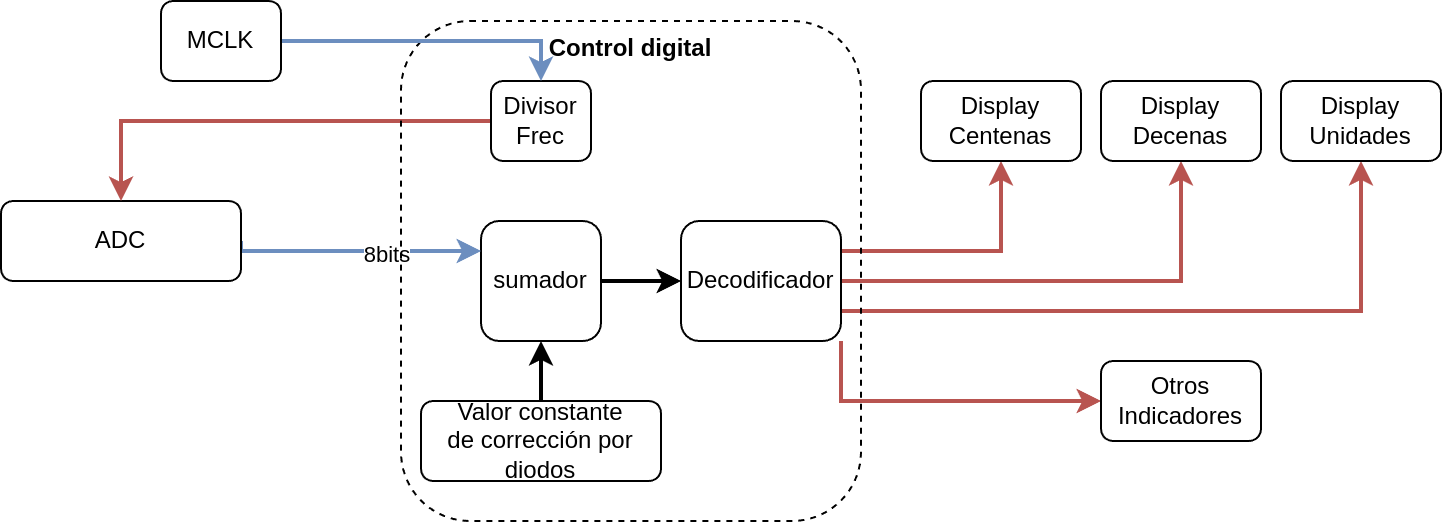 MCLK
Control digital
Divisor
Frec
Display
Centenas
Display
Decenas
Display
Unidades
ADC
8bits
sumador
Decodificador
Valor constante
de corrección por
diodos
Otros
Indicadores